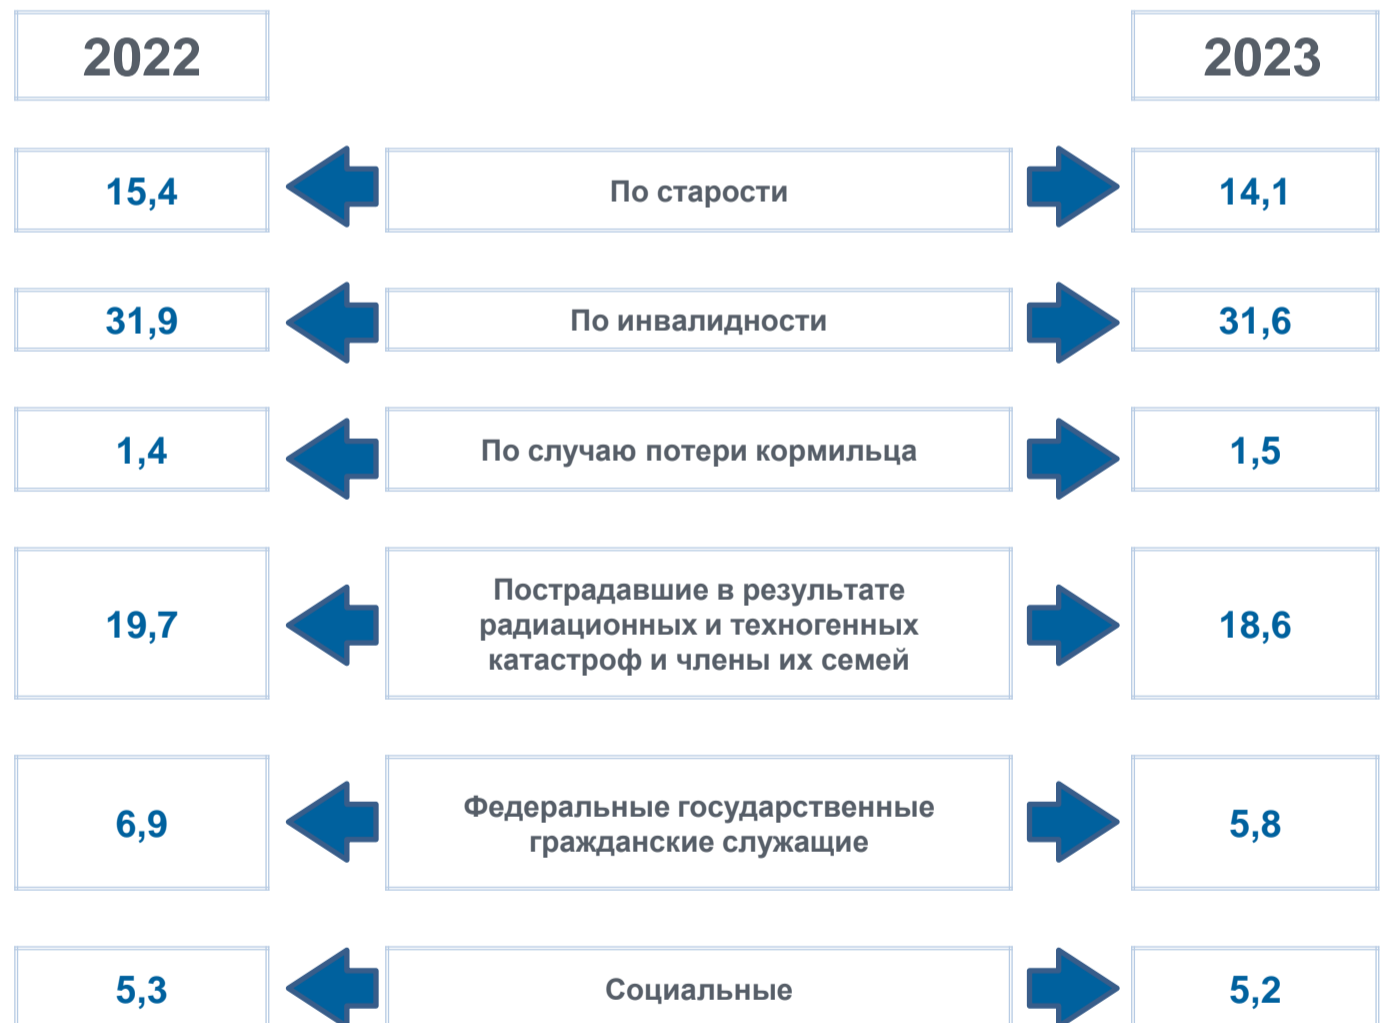 2022
2023
15,4
По старости
14,1
31,9
По инвалидности
31,6
1,4
По случаю потери кормильца
1,5
19,7
Пострадавшие в результате
радиационных и техногенных
катастроф и члены их семей
18,6
6,9
Федеральные государственные
гражданские служащие
5,8
5,3
Социальные
5,2